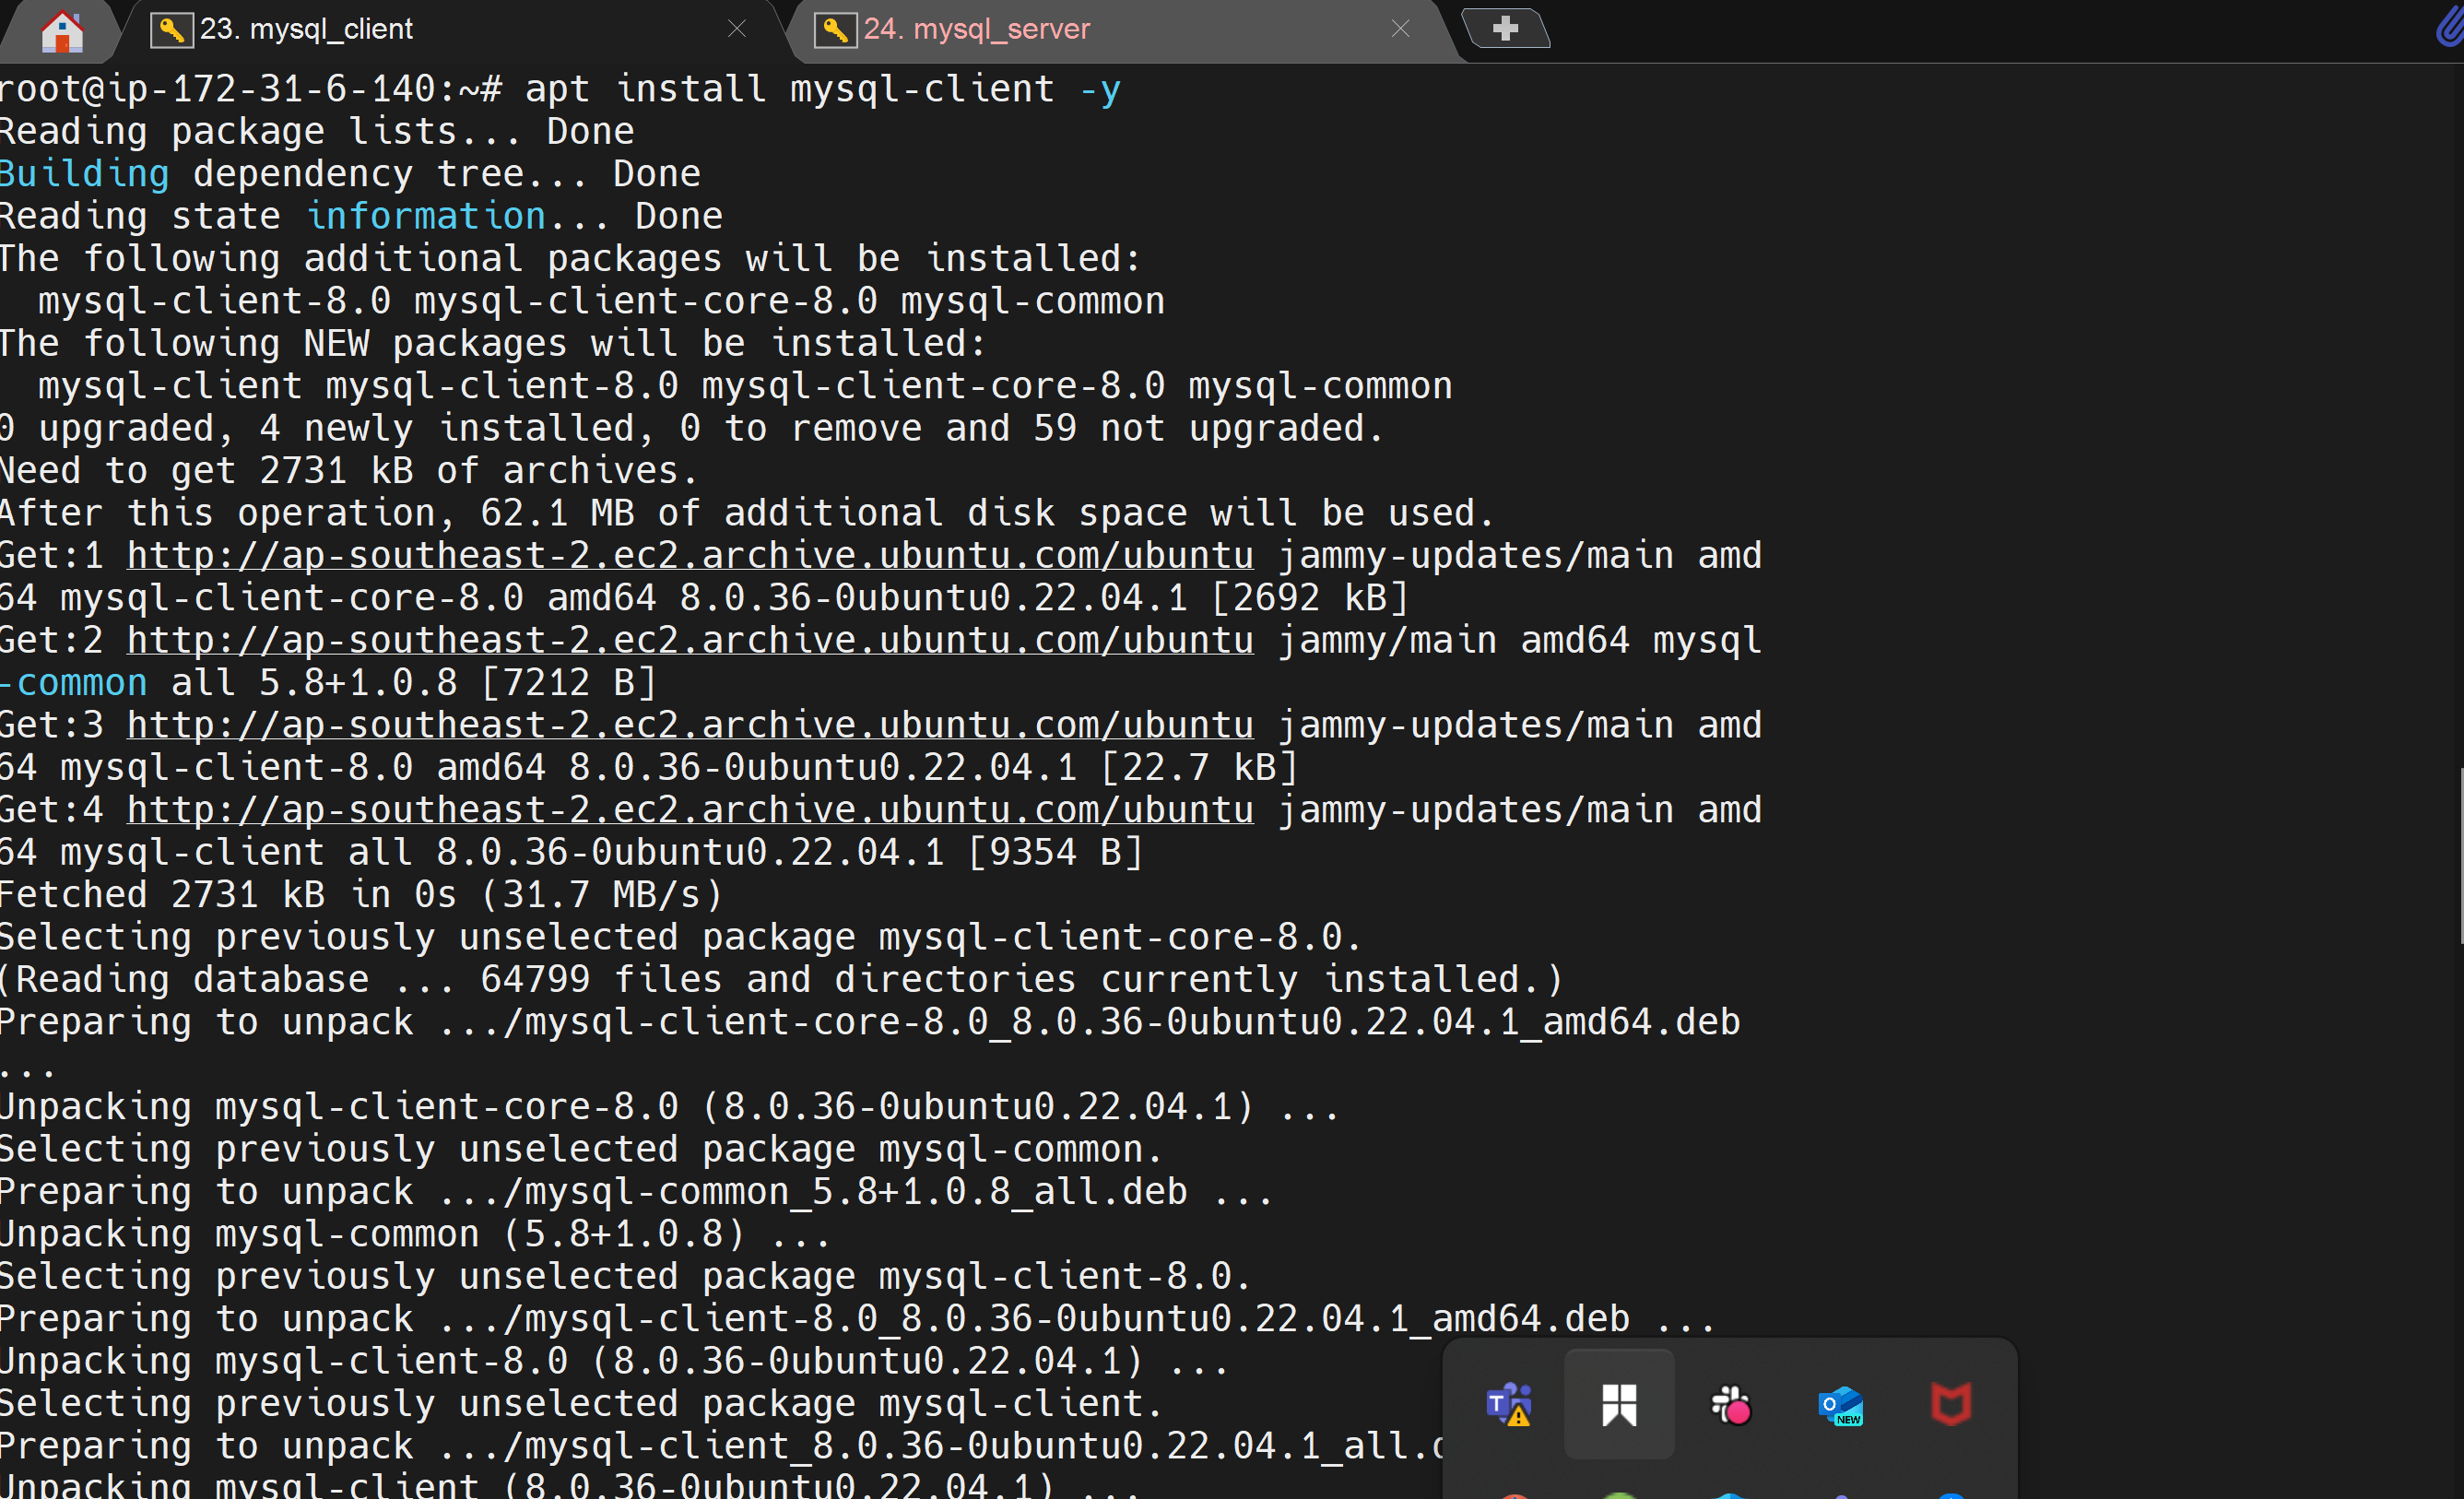 23. mysql_client
24. mysql_server
root@ip-172-31-6-140:~# apt install mysql-client -y
Reading package lists... Done
Building dependency tree... Done
Reading state information... Done
The following additional packages will be installed:
  mysql-client-8.0 mysql-client-core-8.0 mysql-common
The following NEW packages will be installed:
  mysql-client mysql-client-8.0 mysql-client-core-8.0 mysql-common
0 upgraded, 4 newly installed, 0 to remove and 59 not upgraded.
Need to get 2731 kB of archives.
After this operation, 62.1 MB of additional disk space will be used.
Get:1 http://ap-southeast-2.ec2.archive.ubuntu.com/ubuntu jammy-updates/main amd
64 mysql-client-core-8.0 amd64 8.0.36-0ubuntu0.22.04.1 [2692 kB]
Get:2 http://ap-southeast-2.ec2.archive.ubuntu.com/ubuntu jammy/main amd64 mysql
-common all 5.8+1.0.8 [7212 B]
Get:3 http://ap-southeast-2.ec2.archive.ubuntu.com/ubuntu jammy-updates/main amd
64 mysql-client-8.0 amd64 8.0.36-0ubuntu0.22.04.1 [22.7 kB]
Get:4 http://ap-southeast-2.ec2.archive.ubuntu.com/ubuntu jammy-updates/main amd
64 mysql-client all 8.0.36-0ubuntu0.22.04.1 [9354 B]
Fetched 2731 kB in 0s (31.7 MB/s)
Selecting previously unselected package mysql-client-core-8.0.
(Reading database ... 64799 files and directories currently installed.)
Preparing to unpack .../mysql-client-core-8.0_8.0.36-0ubuntu0.22.04.1_amd64.deb
...
Unpacking mysql-client-core-8.0 (8.0.36-0ubuntu0.22.04.1) ...
Selecting previously unselected package mysql-common.
Preparing to unpack .../mysql-common_5.8+1.0.8_all.deb ...
Unpacking mysql-common (5.8+1.0.8) ...
Selecting previously unselected package mysql-client-8.0.
Preparing to unpack .../mysql-client-8.0_8.0.36-0ubuntu0.22.04.1_amd64.deb ...
Unpacking mysql-client-8.0 (8.0.36-0ubuntu0.22.04.1) ...
Selecting previously unselected package mysql-client.
Preparing to unpack .../mysql-client_8.0.36-0ubuntu0.22.04.1_all.
T
O
NEW
Unpacking mysql-client (8.0.36-0ubuntu0.22.04.1) ...